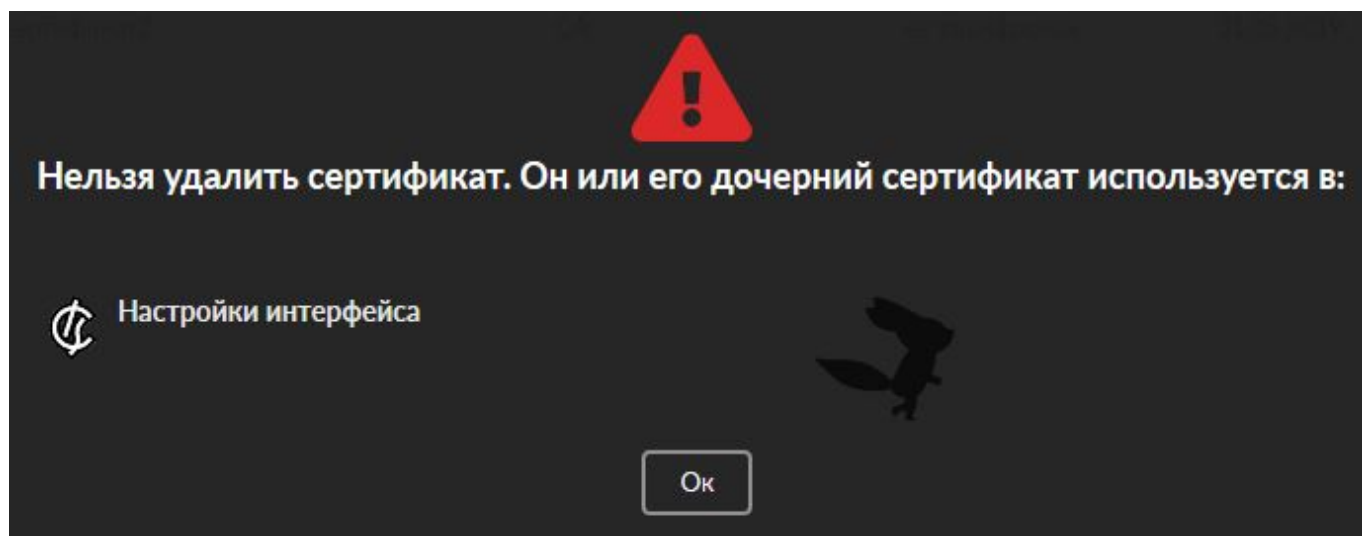 Нельзя удалить сертификат. Он или его дочерний сертификат используется в:
Настройки интерфейса
Ок